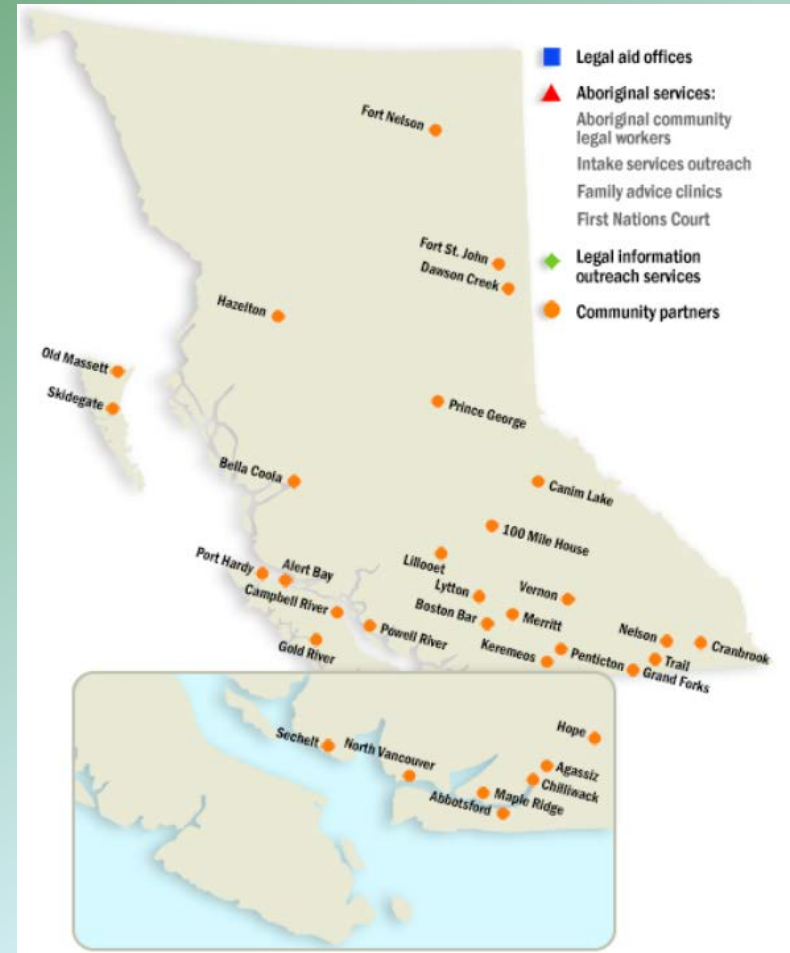 Legal aid offices
Aboriginal services:
Aboriginal community
legal workers
Intake services outreach
Family advice clinics
First Nations Court
Legal information
outreach services
Community partners
Fort Nelson
Fort St. John
Dawson Creek
Hazelton
Old Massett
Skidegate
Prince George
Bella Coola
Canim Lake
100 Mile House
Lillooet
Port Hardy
Alert Bay
Lytton
Vernon
Campbell River
Boston Bar
Merritt
Powell River
Gold River
Keremeos
Penticton
Nelson
Cranbrook
Trail
Grand Forks
Hope
Sechelt
North Vancouver
Agassiz
Chilliwack
Maple Ridge
Abbotsford